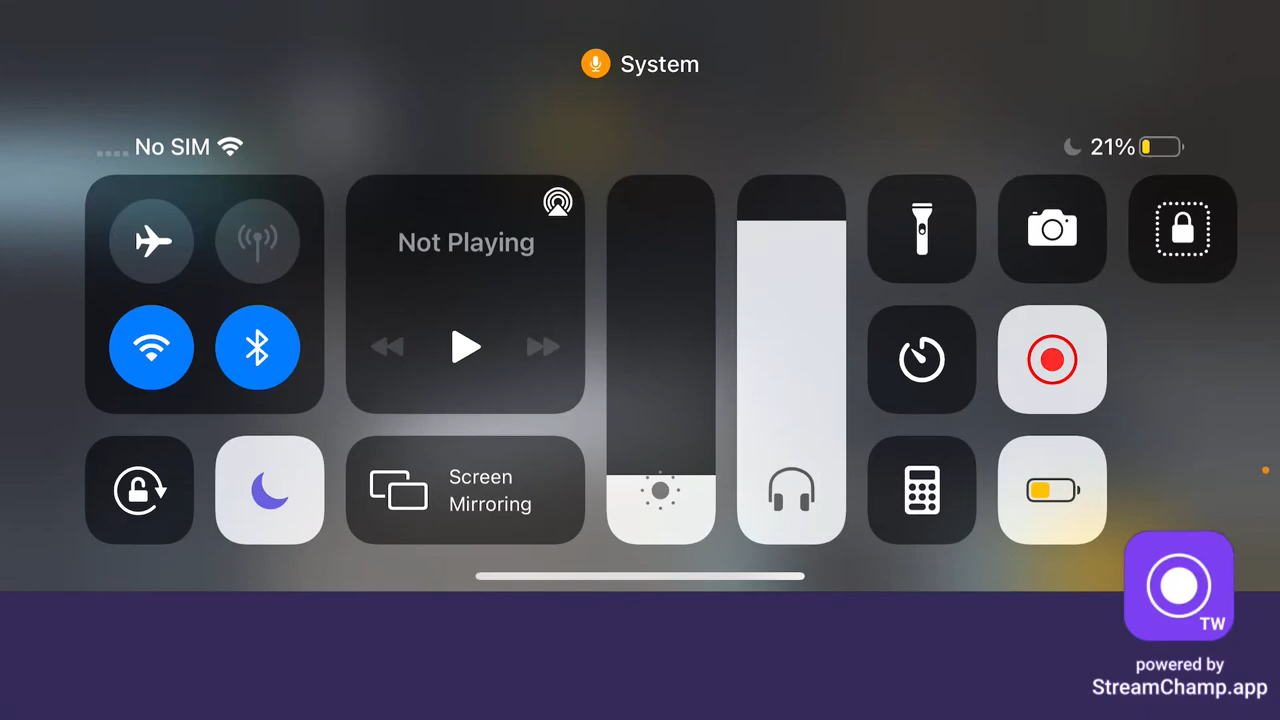 System
No SIM
21%
Not Playing
Screen
Mirroring
TW
powered by
StreamChamp.app